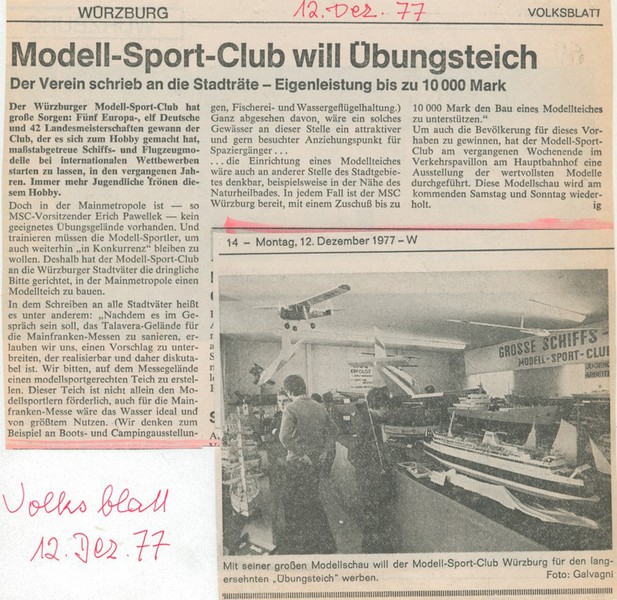 WÜRZBURG
12. Dez. 77
VOLKSBLATT
Modell-Sport-Club will Übungsteich
Der Verein schrieb an die Stadträte – Eigenleistung bis zu 10 000 Mark
Der Würzburger Modell-Sport-Club hat
große Sorgen: Fünf Europa-, elf Deutsche
und 42 Landesmeisterschaften gewann der
Club, der es sich zum Hobby gemacht hat,
maßstabgetreue Schiffs- und Flugzeugmo-
delle bei internationalen Wettbewerben
starten zu lassen, in den vergangenen Jah-
ren. Immer mehr Jugendliche frönen die-
sem Hobby.
Doch in der Mainmetropole ist — so
MSC-Vorsitzender Erich Pawellek — kein
geeignetes Übungsgelände vorhanden. Und
trainieren müssen die Modell-Sportler, um
auch weiterhin „in Konkurrenz" bleiben zu
wollen. Deshalb hat der Modell-Sport-Club
an die Würzburger Stadtväter die dringliche
Bitte gerichtet, in der Mainmetropole einen
Modellteich zu bauen.
In dem Schreiben an alle Stadtväter heißt
es unter anderem: „Nachdem es im Ge-
spräch sein soll, das Talavera-Gelände für
die Mainfranken-Messe zu sanieren, er-
lauben wir uns, einen Vorschlag zu unter-
breiten, der realisierbar und daher diskuta-
bel ist. Wir bitten, auf dem Messegelände
einen modellsportgerechten Teich zu erstel-
len. Dieser Teich ist nicht allein den Mo-
dellsportlern förderlich, auch für die Main-
franken-Messe wäre das Wasser ideal und
von größtem Nutzen. (Wir denken zum
Beispiel an Boots- und Campingausstellun-
gen, Fischerei- und Wassergeflügelhaltung.)
Ganz abgesehen davon, wäre ein solches
Gewässer an dieser Stelle ein attraktiver
und gern besuchter Anziehungspunkt für
Spaziergänger . . .
. . . die Einrichtung eines Modellteiches
wäre auch an anderer Stelle des Stadtgebie-
tes denkbar, beispielsweise in der Nähe des
Naturheilbades. In jedem Fall ist der MSC
Würzburg bereit, mit einem Zuschuß bis zu
10 000 Mark den Bau eines Modellteiches
zu unterstützen."
Um auch die Bevölkerung für dieses Vor-
haben zu gewinnen, hat der Modell-Sport-
Club am vergangenen Wochenende im
Verkehrspavillon am Hauptbahnhof eine
Ausstellung der wertvollsten Modelle
durchgeführt. Diese Modellschau wird am
kommenden Samstag und Sonntag wieder-
holt. ig
14 – Montag, 12. Dezember 1977 – W
GROSSE SCHIFFS-
MODELL-SPORT-CLUB
Mit seiner großen Modellschau will der Modell-Sport-Club Würzburg für den lang-
ersehnten „Übungsteich" werben. Foto: Galvagni
Volksblatt
12. Dez. 77